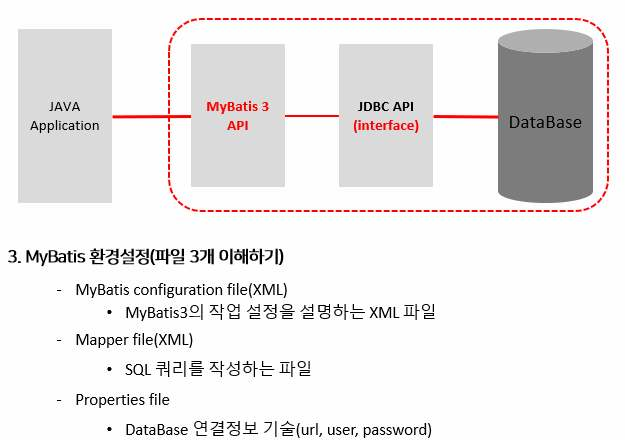 JAVA
Application
MyBatis 3
API
JDBC API
(interface)
DataBase
3. MyBatis 환경설정(파일 3개 이해하기)
- MyBatis configuration file(XML)
• MyBatis3의 작업 설정을 설명하는 XML 파일
- Mapper file(XML)
• SQL 쿼리를 작성하는 파일
- Properties file
• DataBase 연결정보 기술(url, user, password)